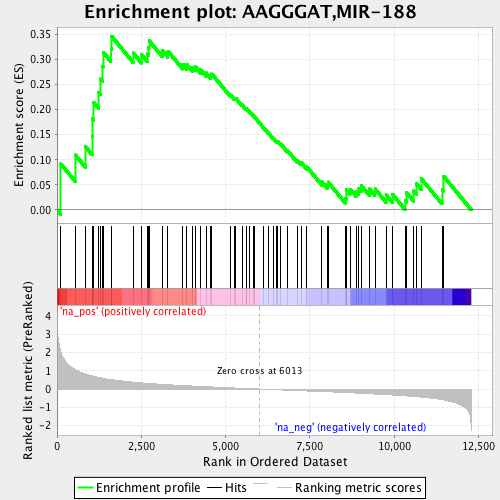 Enrichment plot: AAGGGAT,MIR-188
Enrichment score (ES)
0.35
0.30
0.25
0.20
0.15
0.10
0.05
0.00
'na_pos' (positively correlated)
Ranked list metric (PreRanked)
4
3
2
1
0
-1
-2
Zero cross at 6013
'na_neg' (negatively correlated)
0
2,500
5,000
7,500
10,000
12,500
Rank in Ordered Dataset
Enrichment profile
Hits
Ranking metric scores